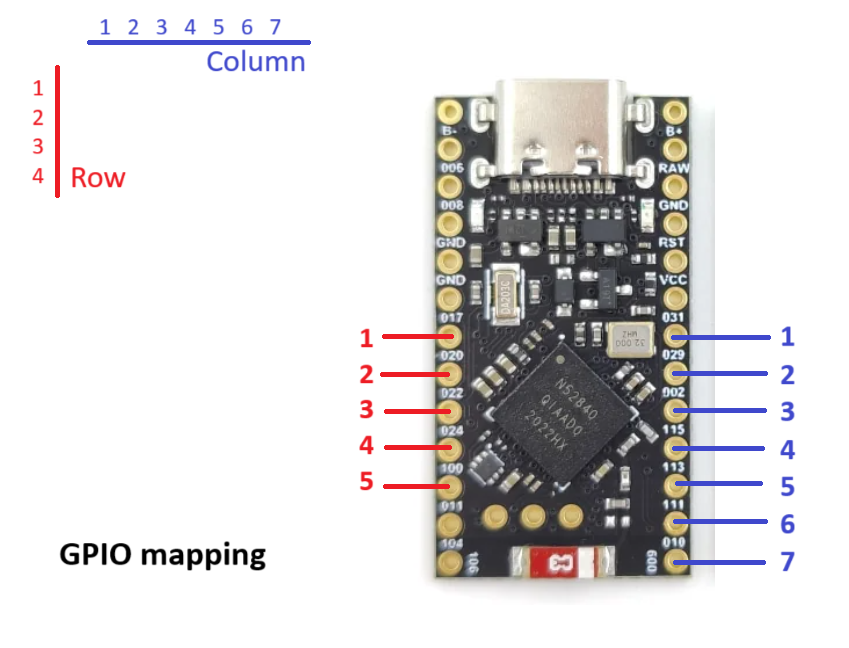 1 2 3 4 5 6 7
Column
1
2
3
4 Row
B- B+
006 RAW
008 GND
GND RST
GND VCC
017 031
1 1
020 029
2 2
022 002
3 3
024 115
4 4
100 113
5 5
011 111
6
104 010
7
106 009
32.000
MHZ
N52840
QIAADO
2022HX
GPIO mapping